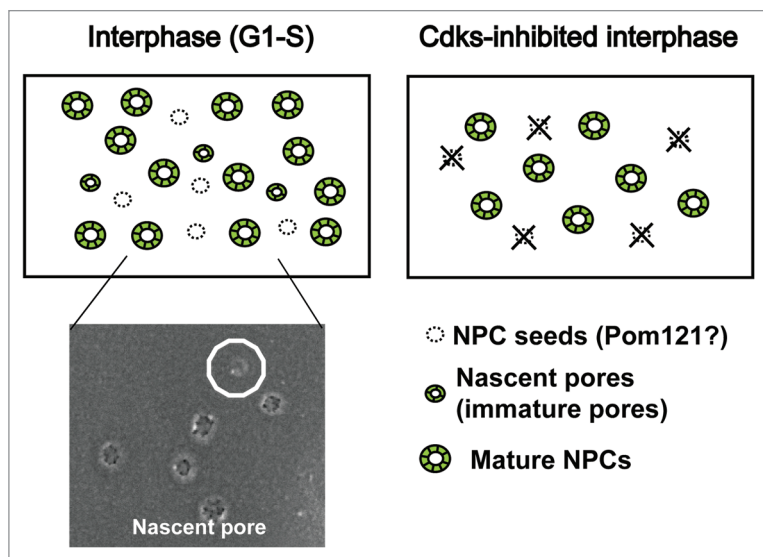 Interphase (G1-S)
Cdks-inhibited interphase
Nascent pore
NPC seeds (Pom121?)
Nascent pores
(immature pores)
Mature NPCs